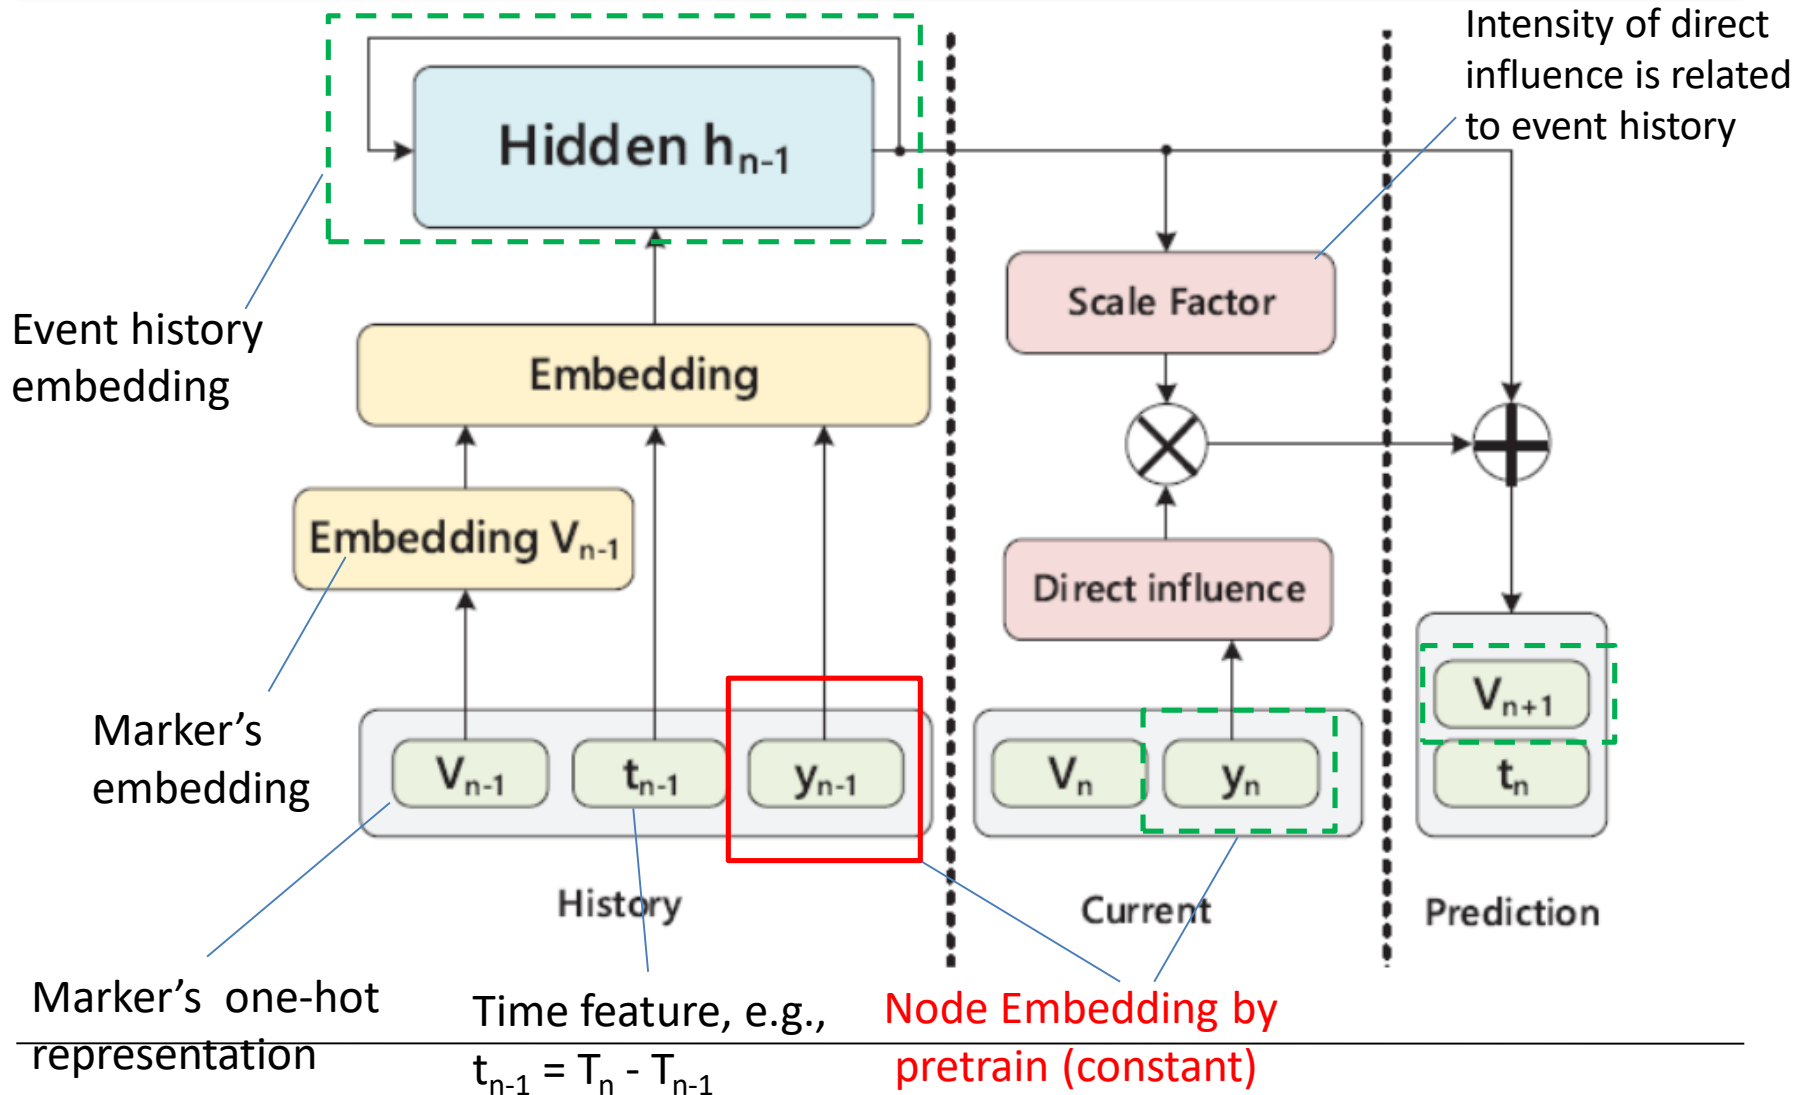 Intensity of direct
influence is related
to event history
Hidden hₙ₋₁
Scale Factor
Event history
embedding
Embedding
Embedding Vₙ₋₁
Direct influence
Marker’s
embedding
Vₙ₋₁ tₙ₋₁ yₙ₋₁
Vₙ yₙ
Vₙ₊₁
tₙ
History
Current
Prediction
Marker’s one-hot
representation
Time feature, e.g.,
tₙ₋₁ = Tₙ - Tₙ₋₁
Node Embedding by
pretrain (constant)